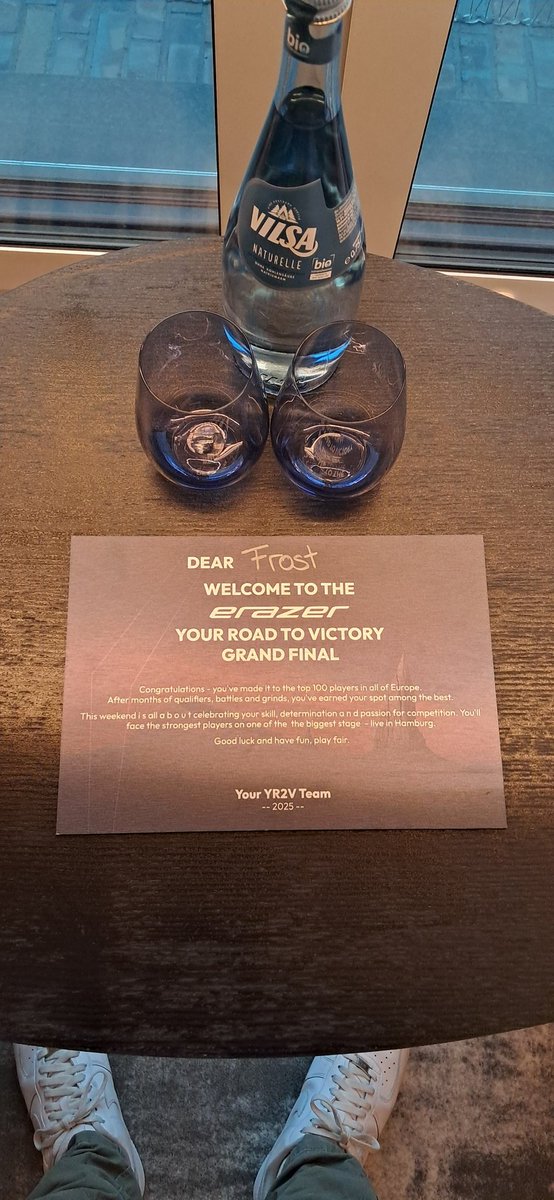 bio
VILSA
NATURELLE
bio
DEAR Frost
WELCOME TO THE
erazer
YOUR ROAD TO VICTORY
GRAND FINAL
Congratulations - you've made it to the top 100 players in all of Europe.
After months of qualifiers, battles and grinds, you've earned your spot among the best.
This weekend i s all a b o u t celebrating your skill, determination a n d passion for competition. You'll
face the strongest players on one of the the biggest stage - live in Hamburg.
Good luck and have fun, play fair.
Your YR2V Team
-- 2025 --